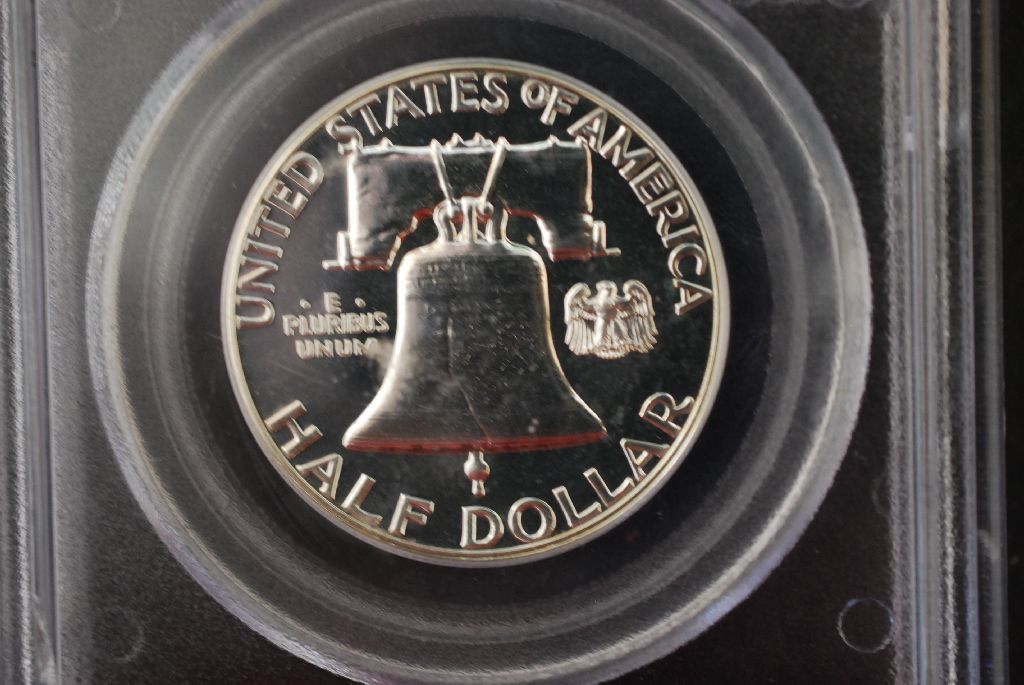 UNITED STATES OF AMERICA
· E ·
PLURIBUS
UNUM
HALF DOLLAR